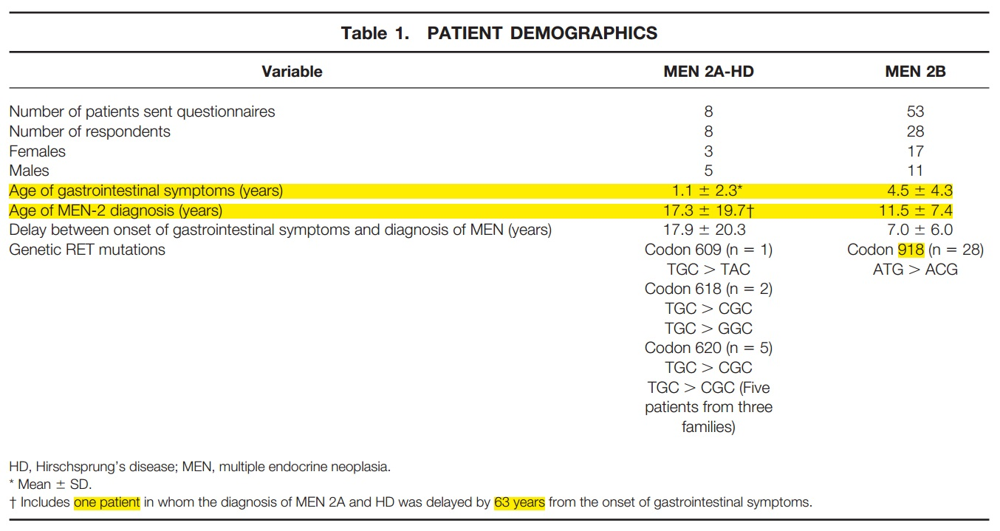 Table 1. PATIENT DEMOGRAPHICS
Variable MEN 2A-HD MEN 2B
Number of patients sent questionnaires 8 53
Number of respondents 8 28
Females 3 17
Males 5 11
Age of gastrointestinal symptoms (years) 1.1 ± 2.3* 4.5 ± 4.3
Age of MEN-2 diagnosis (years) 17.3 ± 19.7† 11.5 ± 7.4
Delay between onset of gastrointestinal symptoms and diagnosis of MEN (years) 17.9 ± 20.3 7.0 ± 6.0
Genetic RET mutations Codon 609 (n = 1) Codon 918 (n = 28)
TGC > TAC ATG > ACG
Codon 618 (n = 2)
TGC > CGC
TGC > GGC
Codon 620 (n = 5)
TGC > CGC
TGC > CGC (Five
patients from three
families)
HD, Hirschsprung's disease; MEN, multiple endocrine neoplasia.
* Mean ± SD.
† Includes one patient in whom the diagnosis of MEN 2A and HD was delayed by 63 years from the onset of gastrointestinal symptoms.